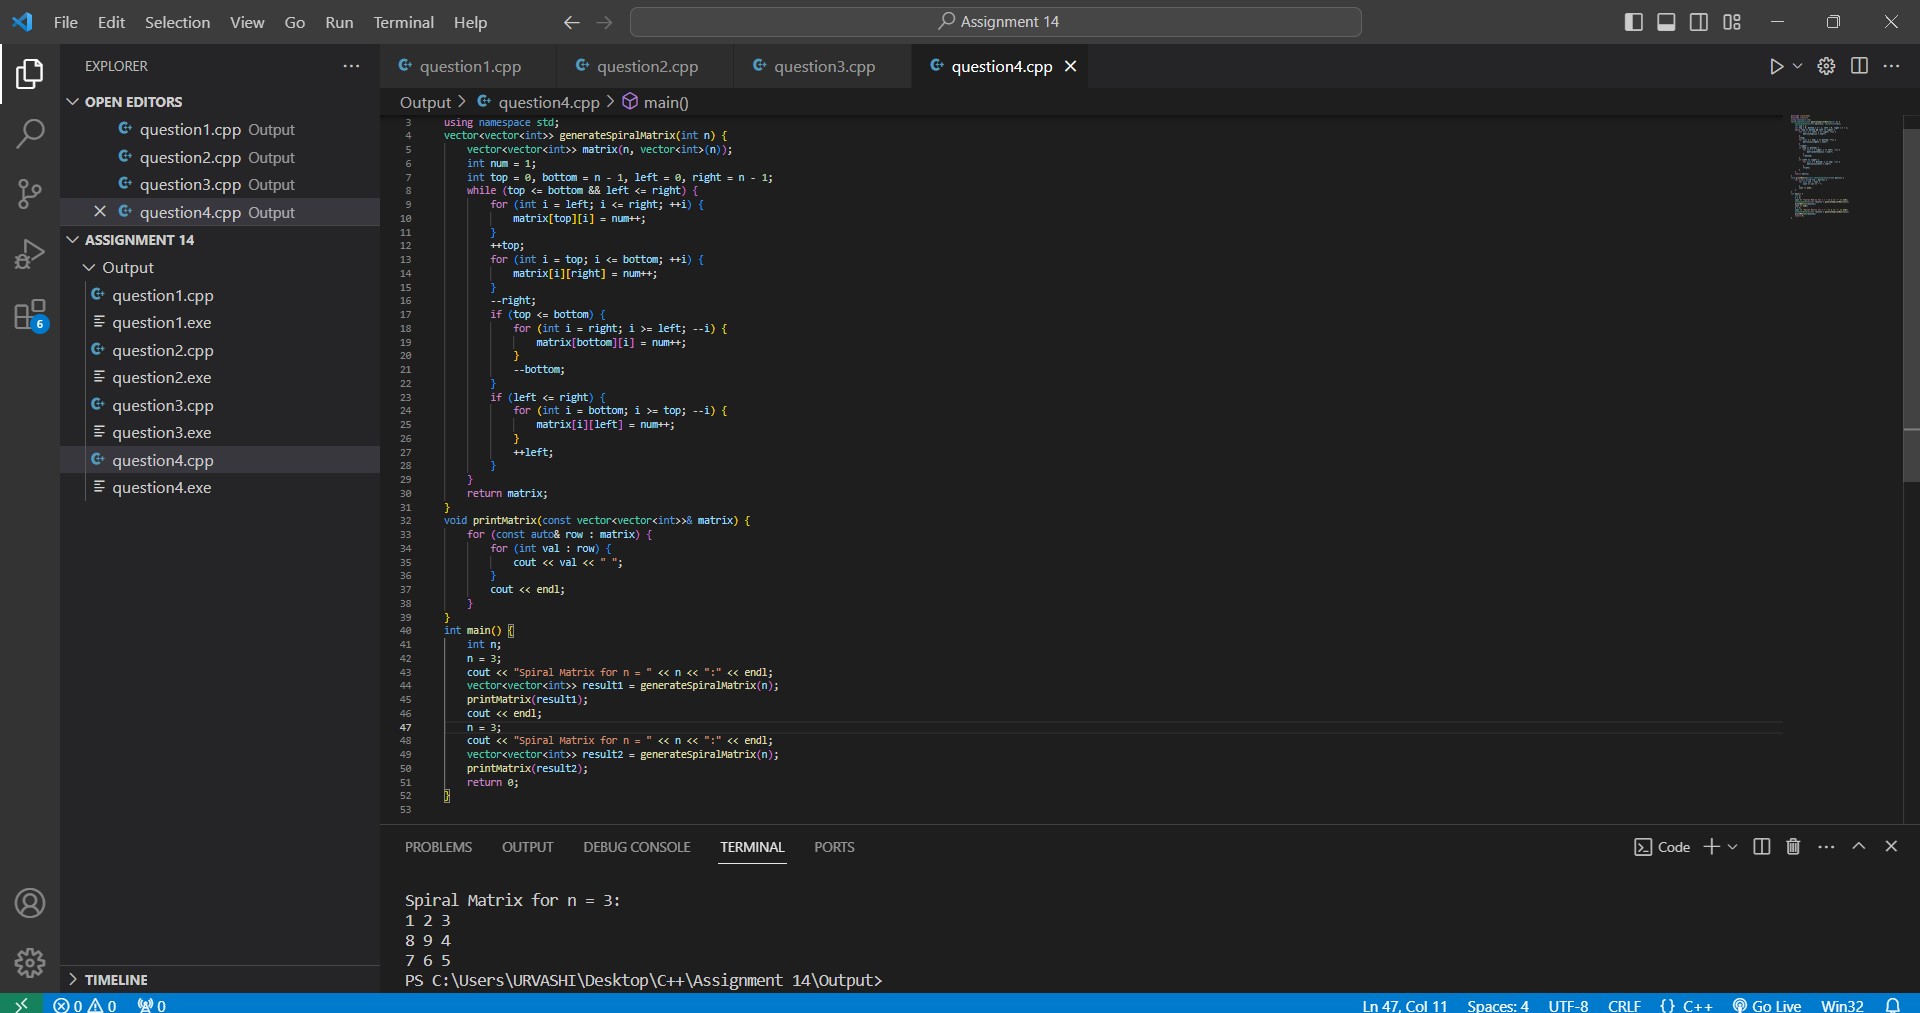 File Edit Selection View Go Run Terminal Help
Assignment 14
EXPLORER
OPEN EDITORS
question1.cpp Output
question2.cpp Output
question3.cpp Output
question4.cpp Output
ASSIGNMENT 14
Output
question1.cpp
question1.exe
question2.cpp
question2.exe
question3.cpp
question3.exe
question4.cpp
question4.exe
6
TIMELINE
question1.cpp question2.cpp question3.cpp question4.cpp
Output > question4.cpp > main()
3 using namespace std;
4 vector<vector<int>> generateSpiralMatrix(int n) {
5 vector<vector<int>> matrix(n, vector<int>(n));
6 int num = 1;
7 int top = 0, bottom = n - 1, left = 0, right = n - 1;
8 while (top <= bottom && left <= right) {
9 for (int i = left; i <= right; ++i) {
10 matrix[top][i] = num++;
11 }
12 ++top;
13 for (int i = top; i <= bottom; ++i) {
14 matrix[i][right] = num++;
15 }
16 --right;
17 if (top <= bottom) {
18 for (int i = right; i >= left; --i) {
19 matrix[bottom][i] = num++;
20 }
21 --bottom;
22 }
23 if (left <= right) {
24 for (int i = bottom; i >= top; --i) {
25 matrix[i][left] = num++;
26 }
27 ++left;
28 }
29 }
30 return matrix;
31 }
32 void printMatrix(const vector<vector<int>>& matrix) {
33 for (const auto& row : matrix) {
34 for (int val : row) {
35 cout << val << " ";
36 }
37 cout << endl;
38 }
39 }
40 int main() {
41 int n;
42 n = 3;
43 cout << "Spiral Matrix for n = " << n << ":" << endl;
44 vector<vector<int>> result1 = generateSpiralMatrix(n);
45 printMatrix(result1);
46 cout << endl;
47 n = 3;
48 cout << "Spiral Matrix for n = " << n << ":" << endl;
49 vector<vector<int>> result2 = generateSpiralMatrix(n);
50 printMatrix(result2);
51 return 0;
52 }
53
PROBLEMS OUTPUT DEBUG CONSOLE TERMINAL PORTS
Code
Spiral Matrix for n = 3:
1 2 3
8 9 4
7 6 5
PS C:\Users\URVASHI\Desktop\C++\Assignment 14\Output>
0 0 0
Ln 47, Col 11 Spaces: 4 UTF-8 CRLF {} C++ Go Live Win32